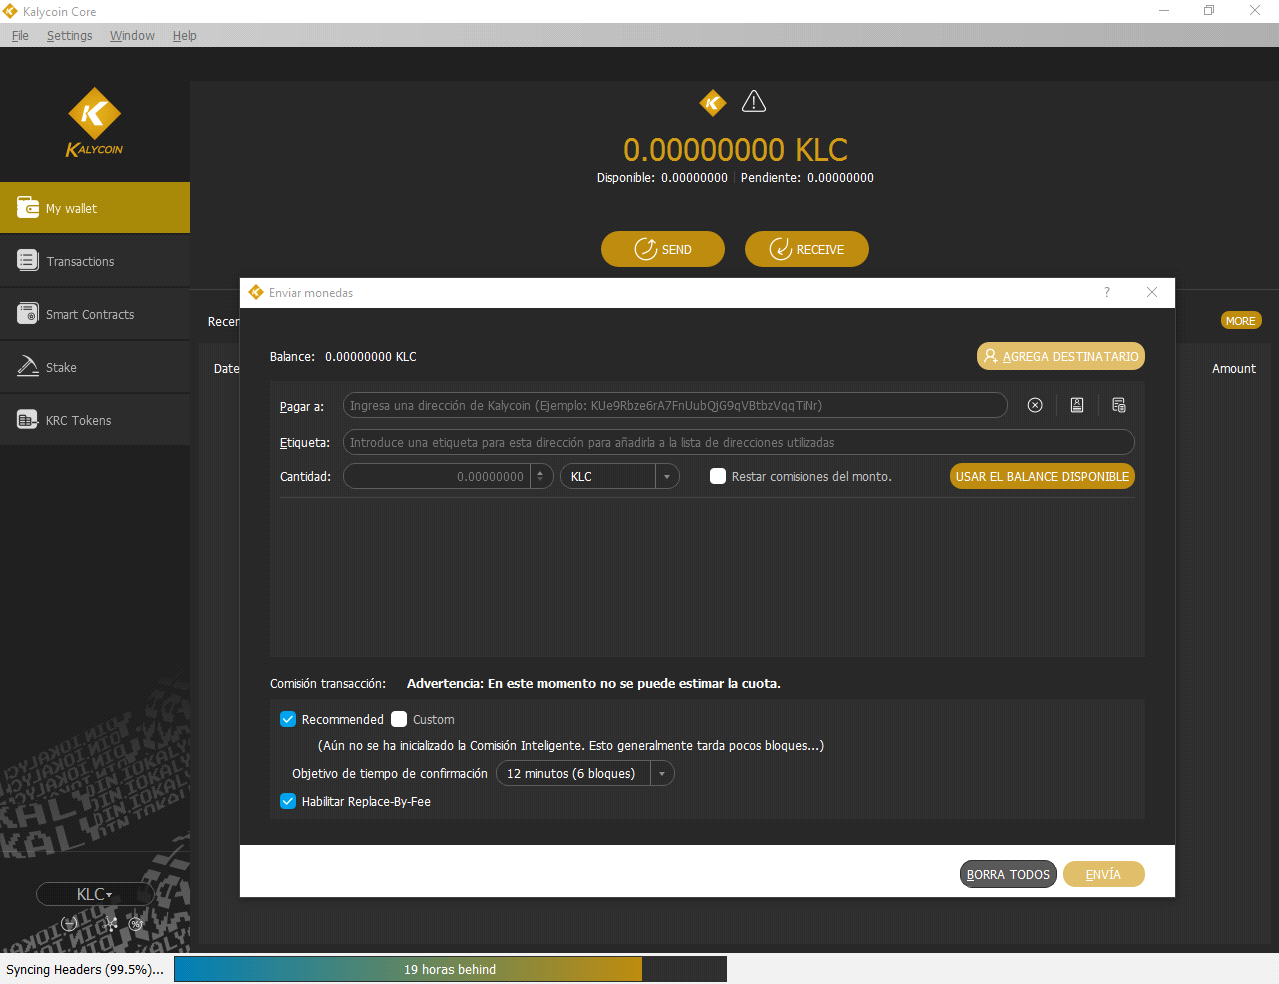 Kalycoin Core
File Settings Window Help
KALYCOIN
0.00000000 KLC
Disponible: 0.00000000 Pendiente: 0.00000000
My wallet
Transactions
Smart Contracts
Stake
KRC Tokens
SEND RECEIVE
Recen
MORE
Date
Amount
Enviar monedas
Balance: 0.00000000 KLC
AGREGA DESTINATARIO
Pagar a: Ingresa una dirección de Kalycoin (Ejemplo: KUe9Rbze6rA7FnUubQjG9qVBtbzVqqTiNr)
Etiqueta: Introduce una etiqueta para esta dirección para añadirla a la lista de direcciones utilizadas
Cantidad: 0.00000000 KLC Restar comisiones del monto. USAR EL BALANCE DISPONIBLE
Comisión transacción: Advertencia: En este momento no se puede estimar la cuota.
Recommended Custom
(Aún no se ha inicializado la Comisión Inteligente. Esto generalmente tarda pocos bloques...)
Objetivo de tiempo de confirmación 12 minutos (6 bloques)
Habilitar Replace-By-Fee
BORRA TODOS ENVÍA
KLC
Syncing Headers (99.5%)... 19 horas behind